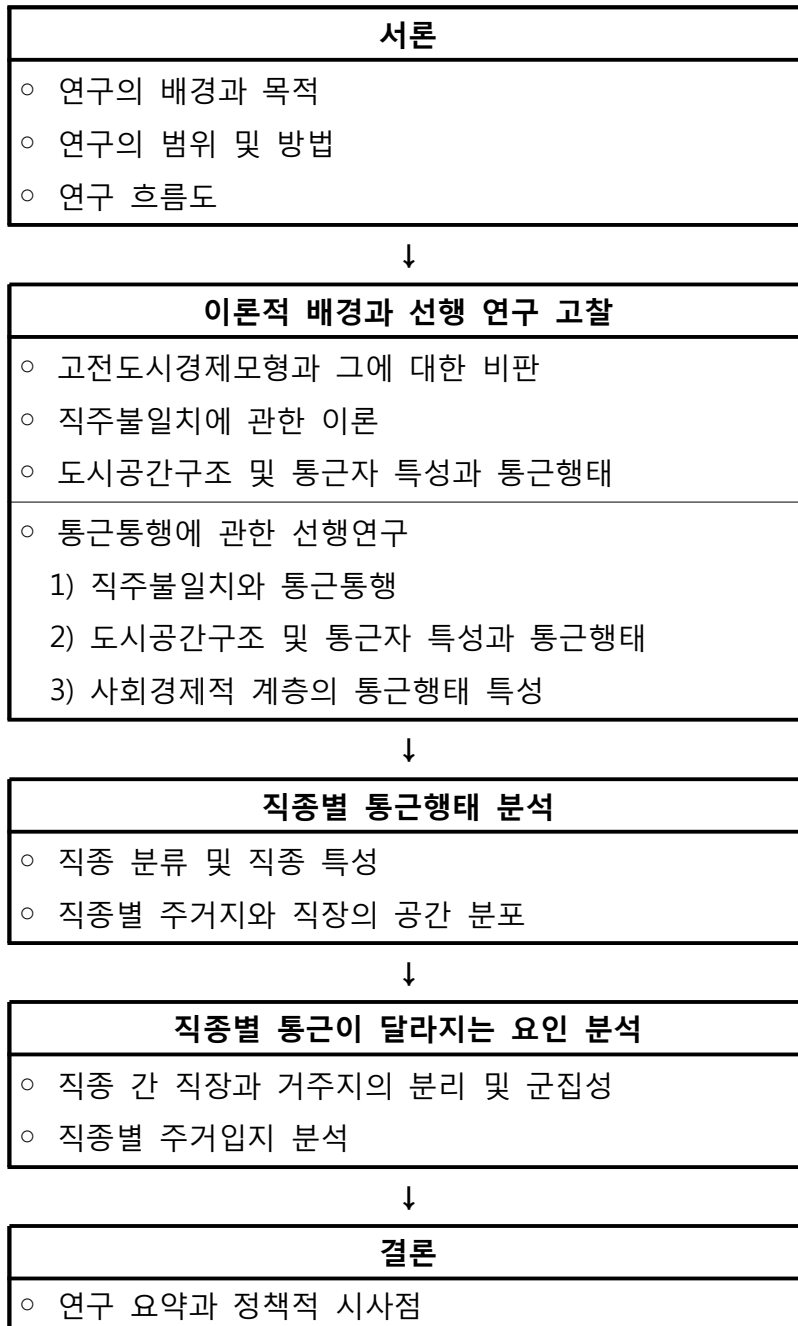 서론
○ 연구의 배경과 목적
○ 연구의 범위 및 방법
○ 연구 흐름도
↓
이론적 배경과 선행 연구 고찰
○ 고전도시경제모형과 그에 대한 비판
○ 직주불일치에 관한 이론
○ 도시공간구조 및 통근자 특성과 통근행태
○ 통근통행에 관한 선행연구
1) 직주불일치와 통근통행
2) 도시공간구조 및 통근자 특성과 통근행태
3) 사회경제적 계층의 통근행태 특성
↓
직종별 통근행태 분석
○ 직종 분류 및 직종 특성
○ 직종별 주거지와 직장의 공간 분포
↓
직종별 통근이 달라지는 요인 분석
○ 직종 간 직장과 거주지의 분리 및 군집성
○ 직종별 주거입지 분석
↓
결론
○ 연구 요약과 정책적 시사점